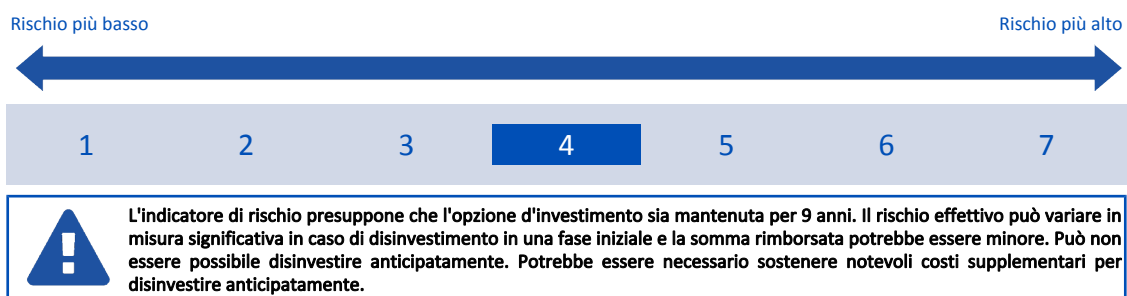 Rischio più basso Rischio più alto
1 2 3 4 5 6 7
L'indicatore di rischio presuppone che l'opzione d'investimento sia mantenuta per 9 anni. Il rischio effettivo può variare in
misura significativa in caso di disinvestimento in una fase iniziale e la somma rimborsata potrebbe essere minore. Può non
essere possibile disinvestire anticipatamente. Potrebbe essere necessario sostenere notevoli costi supplementari per
disinvestire anticipatamente.